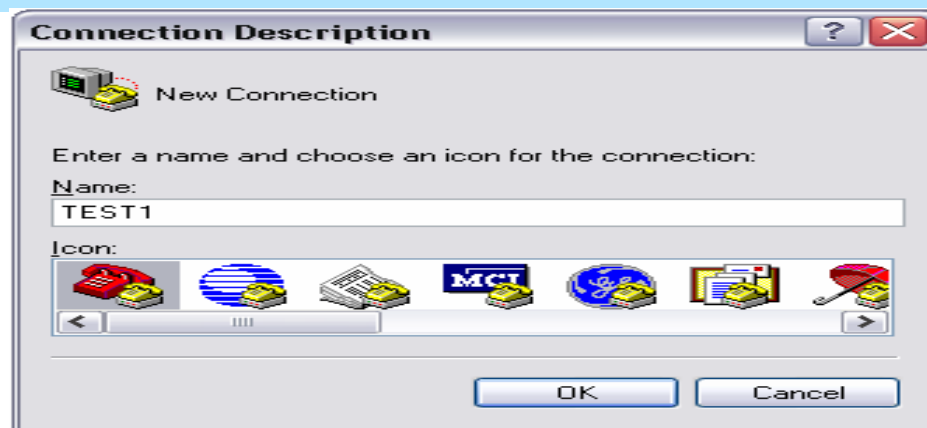 Connection Description
New Connection
Enter a name and choose an icon for the connection:
Name:
TEST1
Icon:
MCI
OK Cancel